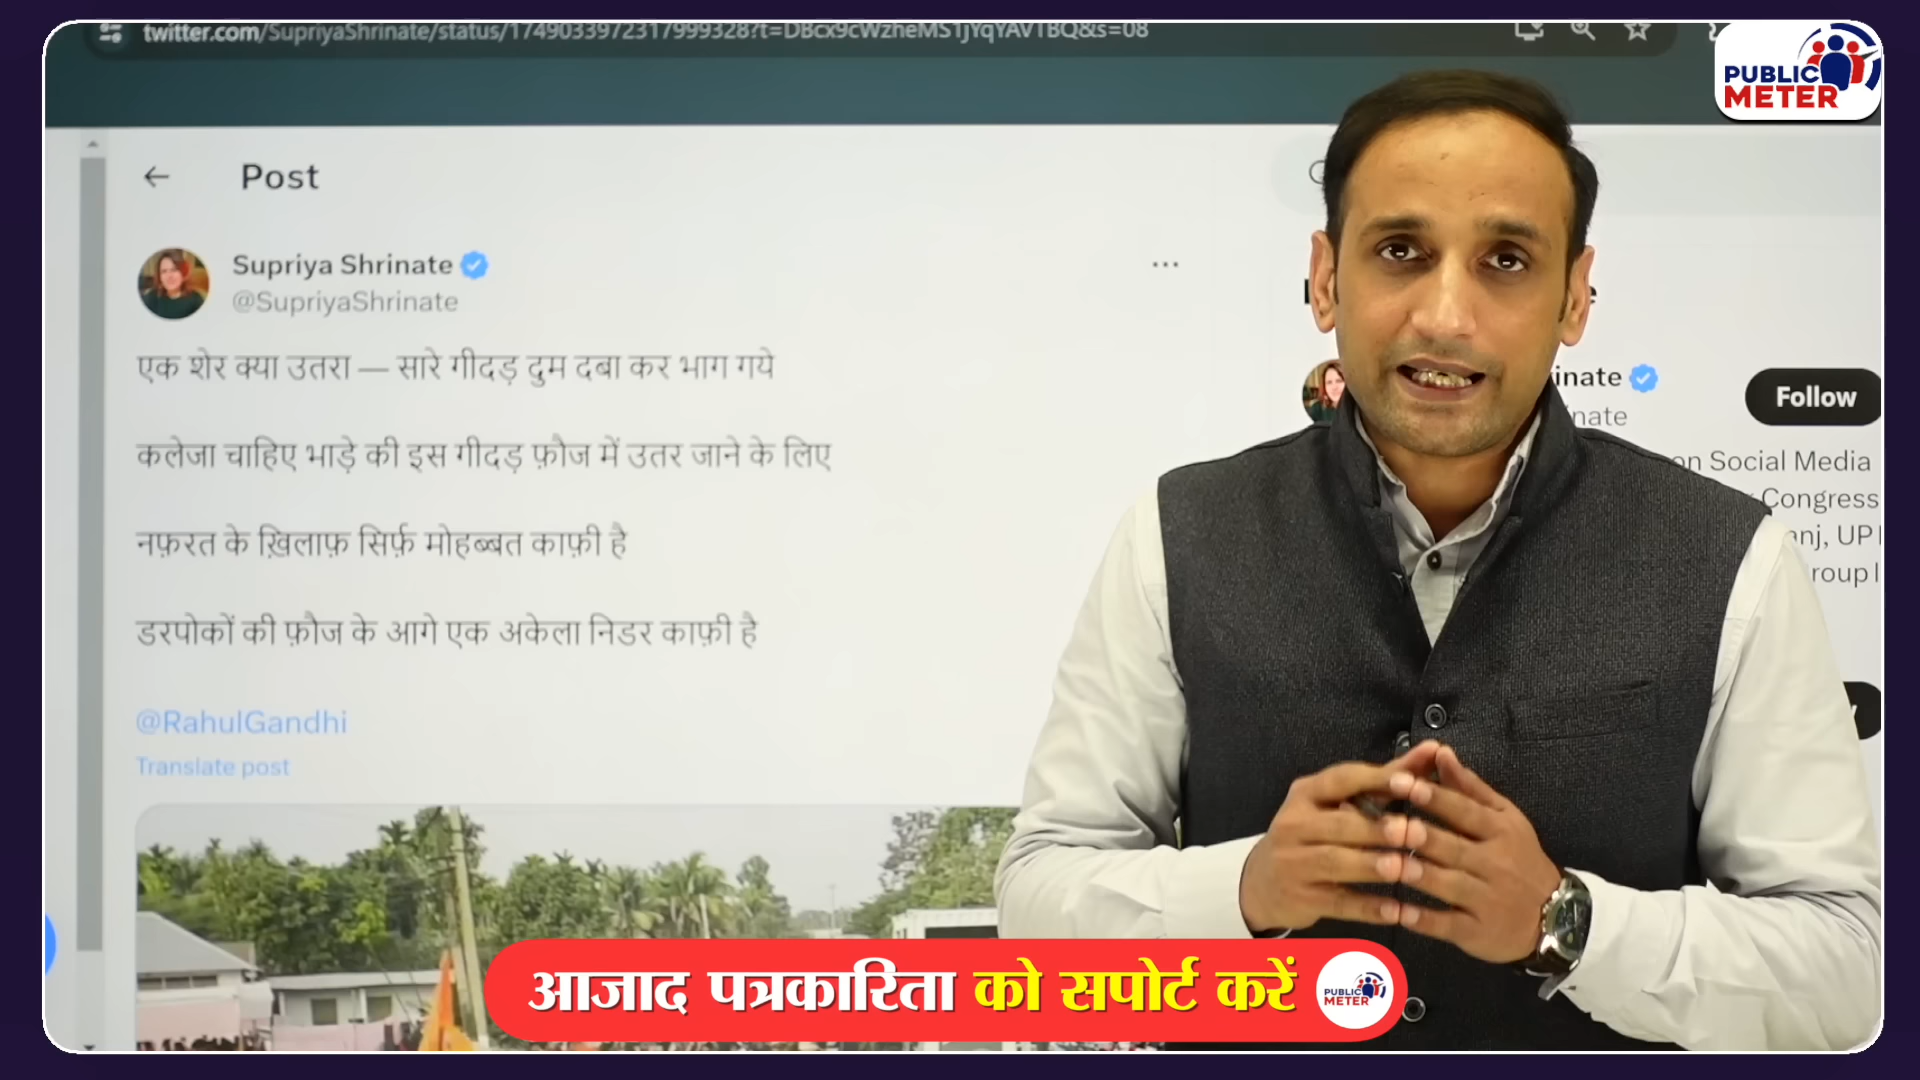 twitter.com/SupriyaShrinate/status/1749033972317999328?t=DBcx9cWzheMS1jYqYAVTBQ&s=08
PUBLIC
METER
Post
Supriya Shrinate
@SupriyaShrinate
एक शेर क्या उतरा — सारे गीदड़ दुम दबा कर भाग गये
कलेजा चाहिए भाड़े की इस गीदड़ फ़ौज में उतर जाने के लिए
नफ़रत के ख़िलाफ़ सिर्फ़ मोहब्बत काफ़ी है
डरपोकों की फ़ौज के आगे एक अकेला निडर काफ़ी है
@RahulGandhi
Translate post
inate
Follow
nate
on Social Media
Congress
anj, UP
roup
आजाद पत्रकारिता को सपोर्ट करें
PUBLIC
METER